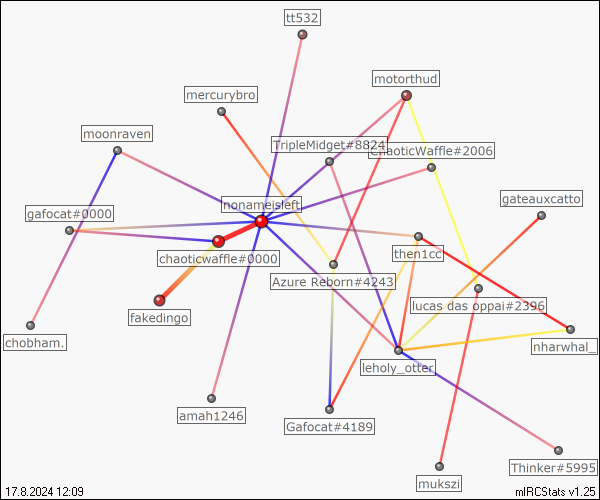 tt532
motorthud
mercurybro
moonraven
TripleMidget#8824
ChaoticWaffle#2006
gateauxcatto
nonameisleft
gafocat#0000
then1cc
chaoticwaffle#0000
Azure Reborn#4243
lucas das oppai#2396
fakedingo
chobham.
nharwhal_
leholy_otter
amah1246
Gafocat#4189
Thinker#5995
mukszi
17.8.2024 12:09
mIRCStats v1.25